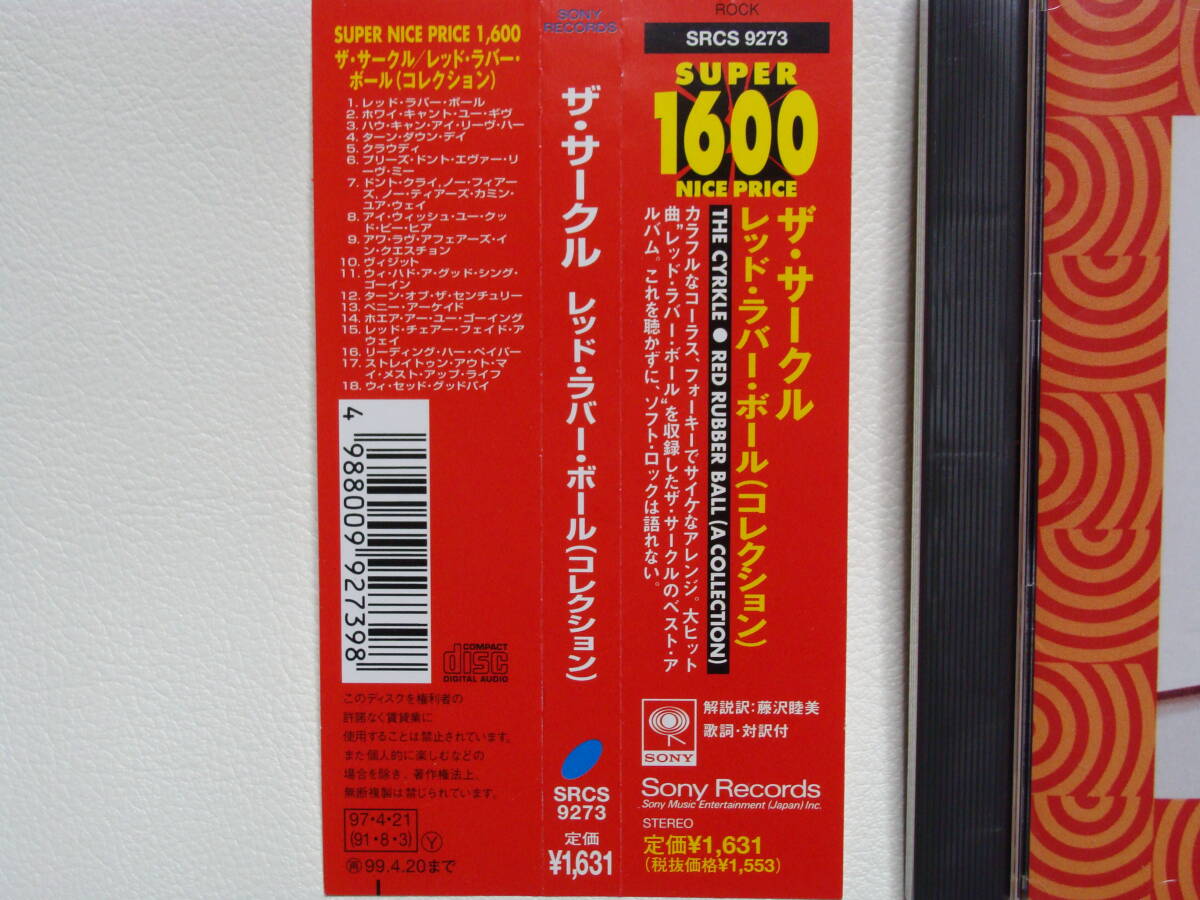 SUPER NICE PRICE 1,600
ザ・サークル/レッド・ラバー・
ボール(コレクション)
1. レッド・ラバー・ボール
2. ホワイ・キャント・ユー・ギヴ
3. ハウ・キャン・アイ・リーヴ・ハー
4. ターン・ダウン・デイ
5. クラウディ
6. プリーズ・ドント・エヴァー・リ
ーヴ・ミー
7. ドント・クライ,ノー・フィアー
ズ,ノー・ティアーズ・カミン・
ユア・ウェイ
8. アイ・ウィッシュ・ユー・クッ
ド・ビー・ヒア
9. アワ・ラヴ・アフェアーズ・イ
ン・クエスチョン
10. ヴィジット
11. ウィ・ハド・ア・グッド・シング・
ゴーイン
12. ターン・オブ・ザ・センチュリー
13. ペニー・アーケイド
14. ホエア・アー・ユー・ゴーイング
15. レッド・チェアー・フェイド・ア
ウェイ
16. リーディング・ハー・ペイパー
17. ストレイトゥン・アウト・マ
イ・メスト・アップ・ライフ
18. ウィ・セッド・グッドバイ
4 988009 927398
COMPACT
disc
DIGITAL AUDIO
このディスクを権利者の
許諾なく賃貸業に
使用することは禁止されています。
また個人的に楽しむなどの
場合を除き、著作権法上、
無断複製は禁じられています。
97・4・21
(91・8・3)
Y
再99.4.20まで
SONY
RECORDS
ザ・サークル レッド・ラバー・ボール(コレクション)
SRCS
9273
定価
¥1,631
ROCK
SRCS 9273
SUPER
1600
NICE PRICE
ザ・サークル
レッド・ラバー・ボール(コレクション)
THE CYRKLE ● RED RUBBER BALL (A COLLECTION)
カラフルなコーラス、フォーキーでサイケなアレンジ。大ヒット
曲"レッド・ラバー・ボール"を収録したザ・サークルのベスト・ア
ルバム。これを聴かずに、ソフト・ロックは語れない。
SONY
解説訳:藤沢睦美
歌詞・対訳付
Sony Records
Sony Music Entertainment (Japan) Inc.
STEREO
定価¥1,631
(税抜価格¥1,553)